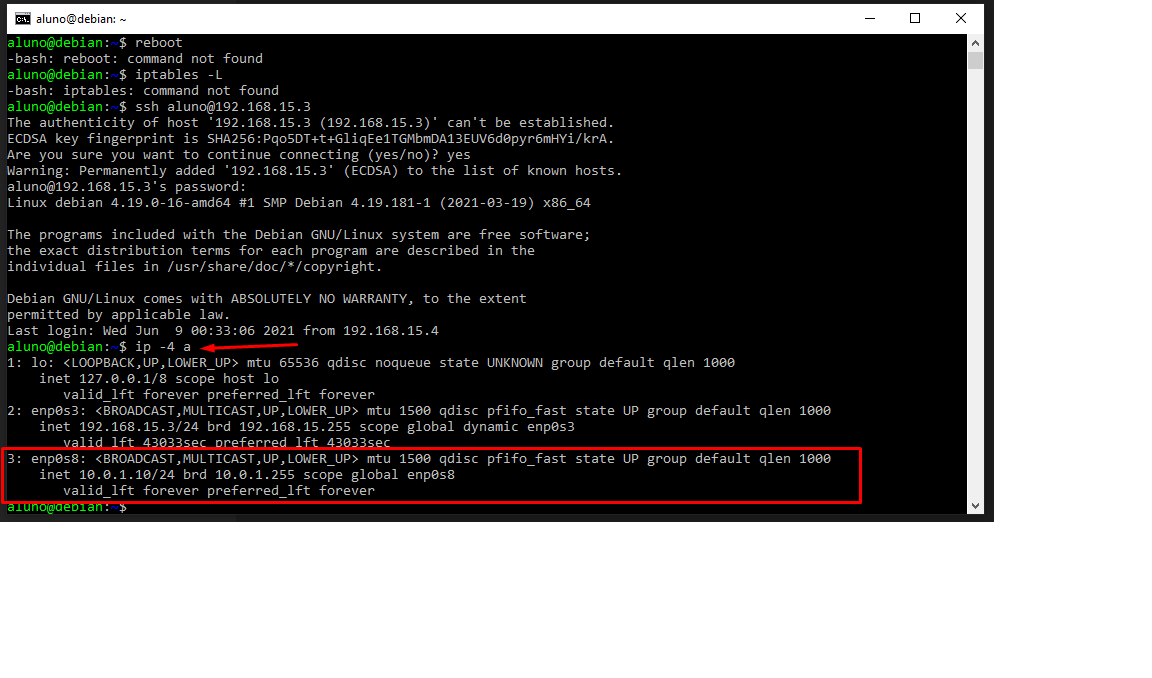 aluno@debian: ~
aluno@debian:~$ reboot
-bash: reboot: command not found
aluno@debian:~$ iptables -L
-bash: iptables: command not found
aluno@debian:~$ ssh aluno@192.168.15.3
The authenticity of host '192.168.15.3 (192.168.15.3)' can't be established.
ECDSA key fingerprint is SHA256:Pqo5DT+t+GliqEe1TGMbmDA13EUV6d0pyr6mHYi/krA.
Are you sure you want to continue connecting (yes/no)? yes
Warning: Permanently added '192.168.15.3' (ECDSA) to the list of known hosts.
aluno@192.168.15.3's password:
Linux debian 4.19.0-16-amd64 #1 SMP Debian 4.19.181-1 (2021-03-19) x86_64

The programs included with the Debian GNU/Linux system are free software;
the exact distribution terms for each program are described in the
individual files in /usr/share/doc/*/copyright.

Debian GNU/Linux comes with ABSOLUTELY NO WARRANTY, to the extent
permitted by applicable law.
Last login: Wed Jun  9 00:33:06 2021 from 192.168.15.4
aluno@debian:~$ ip -4 a
1: lo: <LOOPBACK,UP,LOWER_UP> mtu 65536 qdisc noqueue state UNKNOWN group default qlen 1000
    inet 127.0.0.1/8 scope host lo
       valid_lft forever preferred_lft forever
2: enp0s3: <BROADCAST,MULTICAST,UP,LOWER_UP> mtu 1500 qdisc pfifo_fast state UP group default qlen 1000
    inet 192.168.15.3/24 brd 192.168.15.255 scope global dynamic enp0s3
       valid_lft 43033sec preferred_lft 43033sec
3: enp0s8: <BROADCAST,MULTICAST,UP,LOWER_UP> mtu 1500 qdisc pfifo_fast state UP group default qlen 1000
    inet 10.0.1.10/24 brd 10.0.1.255 scope global enp0s8
       valid_lft forever preferred_lft forever
aluno@debian:~$